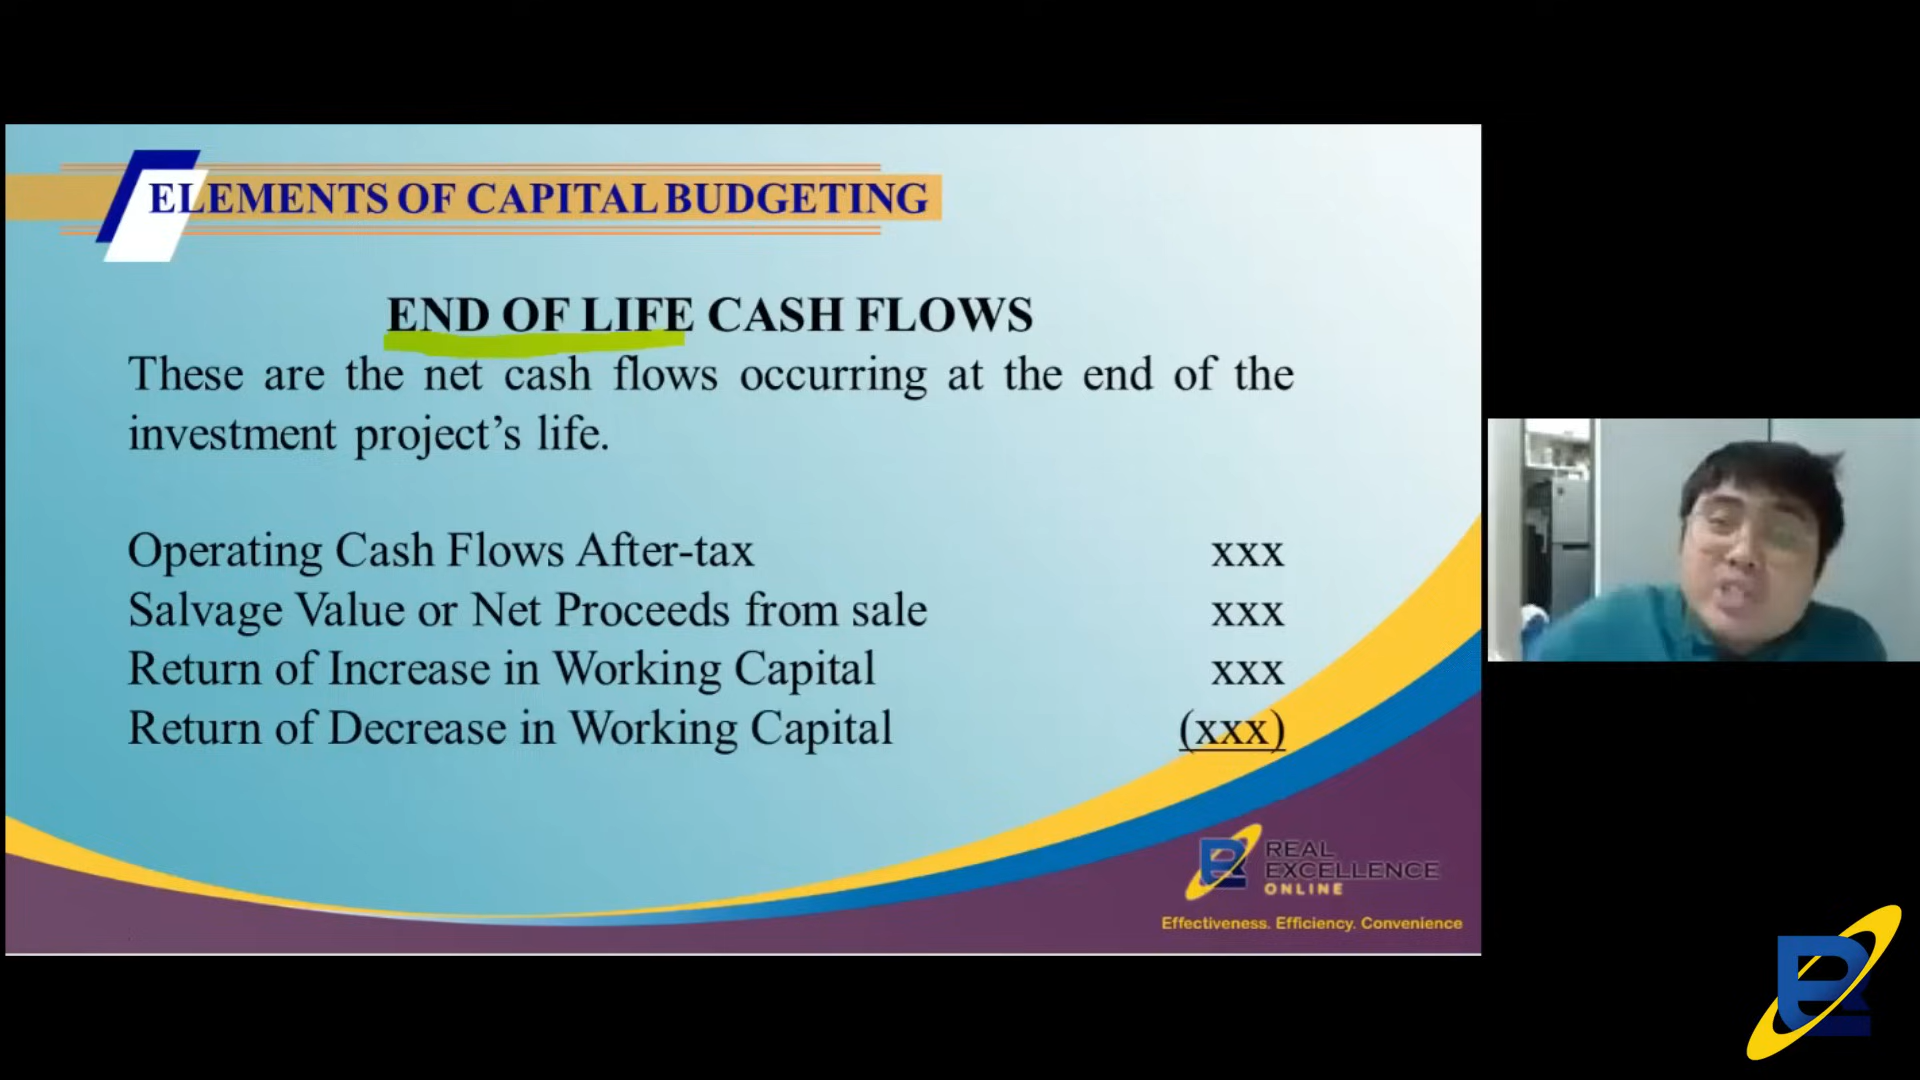 ELEMENTS OF CAPITAL BUDGETING
END OF LIFE CASH FLOWS
These are the net cash flows occurring at the end of the
investment project’s life.
Operating Cash Flows After-tax xxx
Salvage Value or Net Proceeds from sale xxx
Return of Increase in Working Capital xxx
Return of Decrease in Working Capital (xxx)
REAL
EXCELLENCE
ONLINE
Effectiveness. Efficiency. Convenience